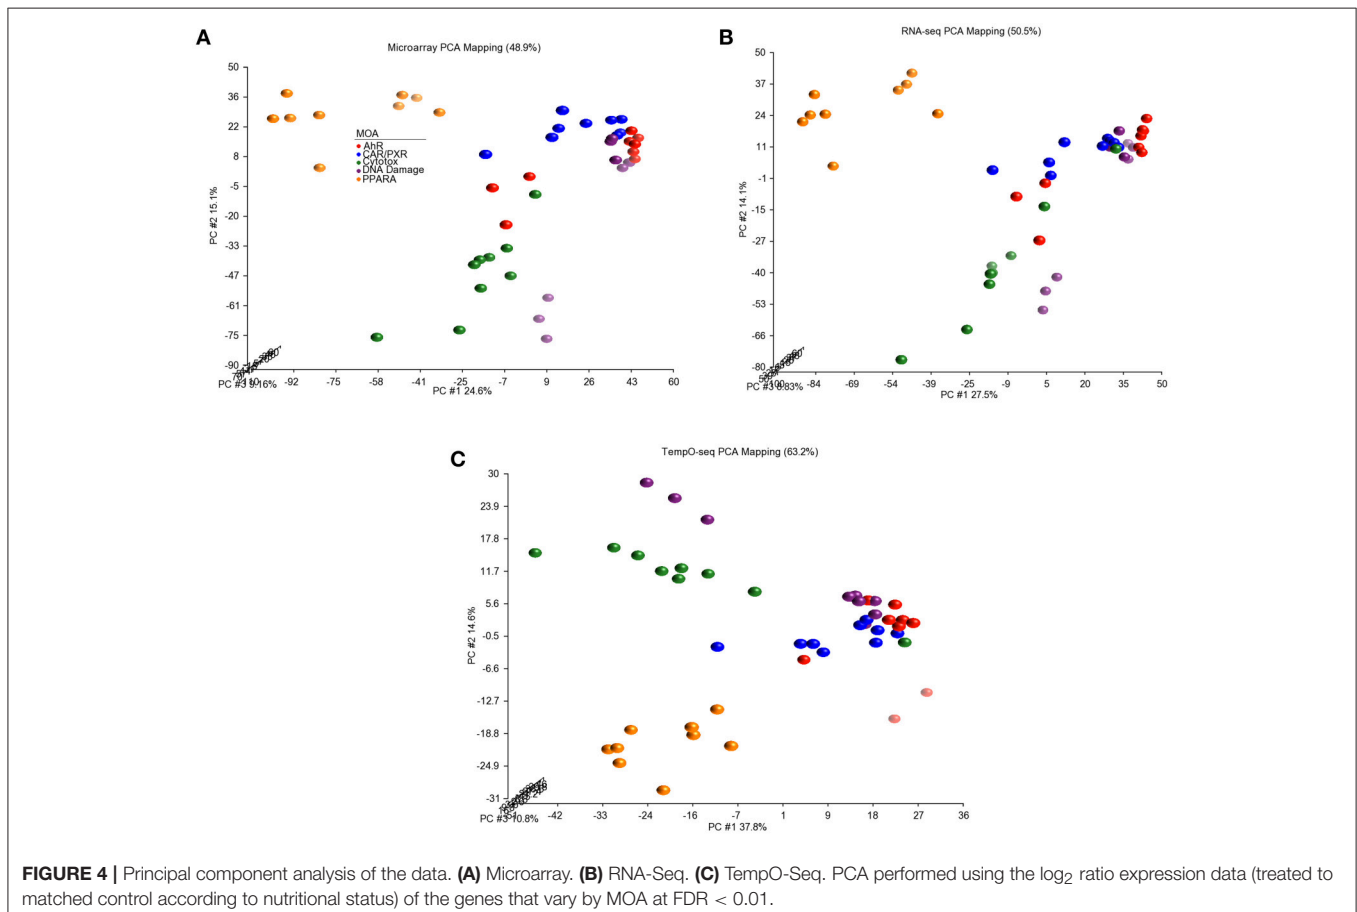 A
Microarray PCA Mapping (48.9%)
50
36
22
8
-5
-20
-33
-47
-61
-75
-90
PC #2 15.1%
MOA
AhR
CAR/PXR
Cytotox
DNA Damage
PPARA
-110 -92 -58 -41 -25 -7 9 26 43 60
PC #1 24.6%
B
RNA-seq PCA Mapping (50.5%)
50
37
24
11
-1
-15
-27
-40
-53
-66
-80
PC #2 14.1%
-100 -84 -69 -54 -39 -25 -9 5 20 35 50
PC #3 8.83%
PC #1 27.5%
C
TempO-seq PCA Mapping (63.2%)
30
23.9
17.8
11.7
5.6
-0.5
-6.6
-12.7
-18.8
-24.9
-31
PC #2 14.6%
-51 -42 -33 -24 -16 -7 1 9 18 27 36
PC #3 10.8%
PC #1 37.8%
FIGURE 4 | Principal component analysis of the data. (A) Microarray. (B) RNA-Seq. (C) TempO-Seq. PCA performed using the log2 ratio expression data (treated to
matched control according to nutritional status) of the genes that vary by MOA at FDR < 0.01.